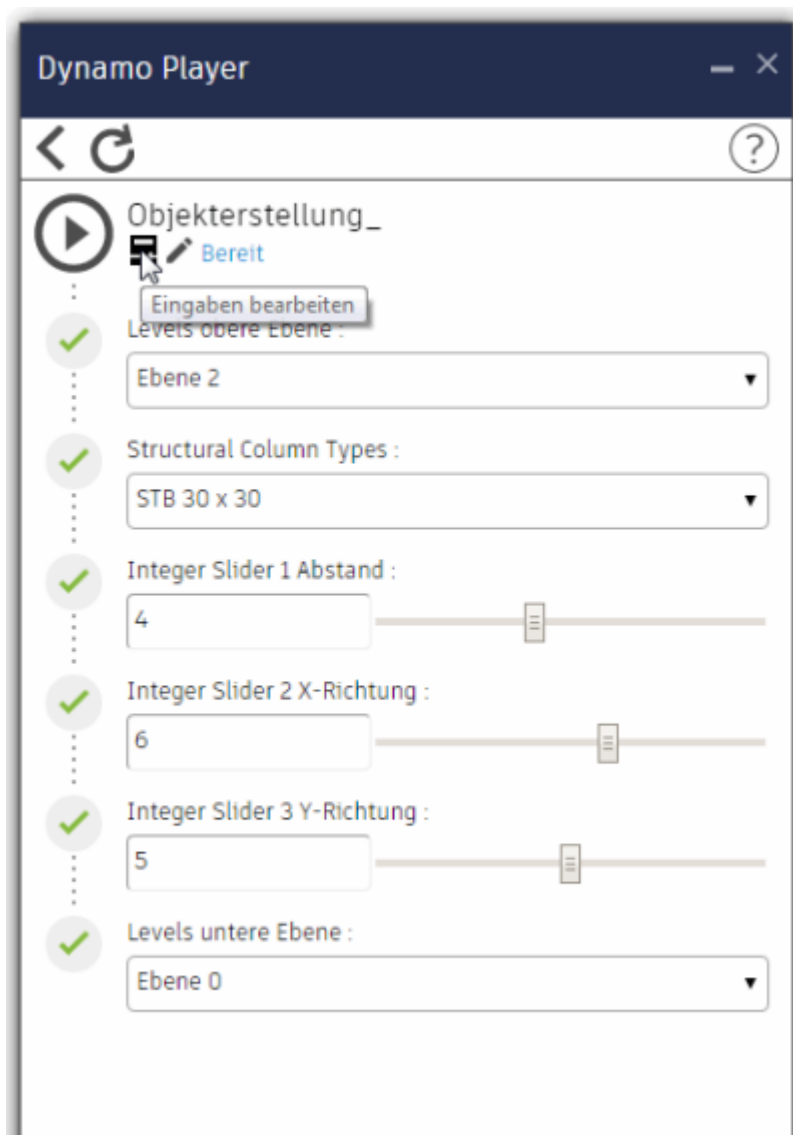 Dynamo Player
Objekterstellung_
Bereit
Eingaben bearbeiten
Levels obere Ebene :
Ebene 2
Structural Column Types :
STB 30 x 30
Integer Slider 1 Abstand :
4
Integer Slider 2 X-Richtung :
6
Integer Slider 3 Y-Richtung :
5
Levels untere Ebene :
Ebene 0